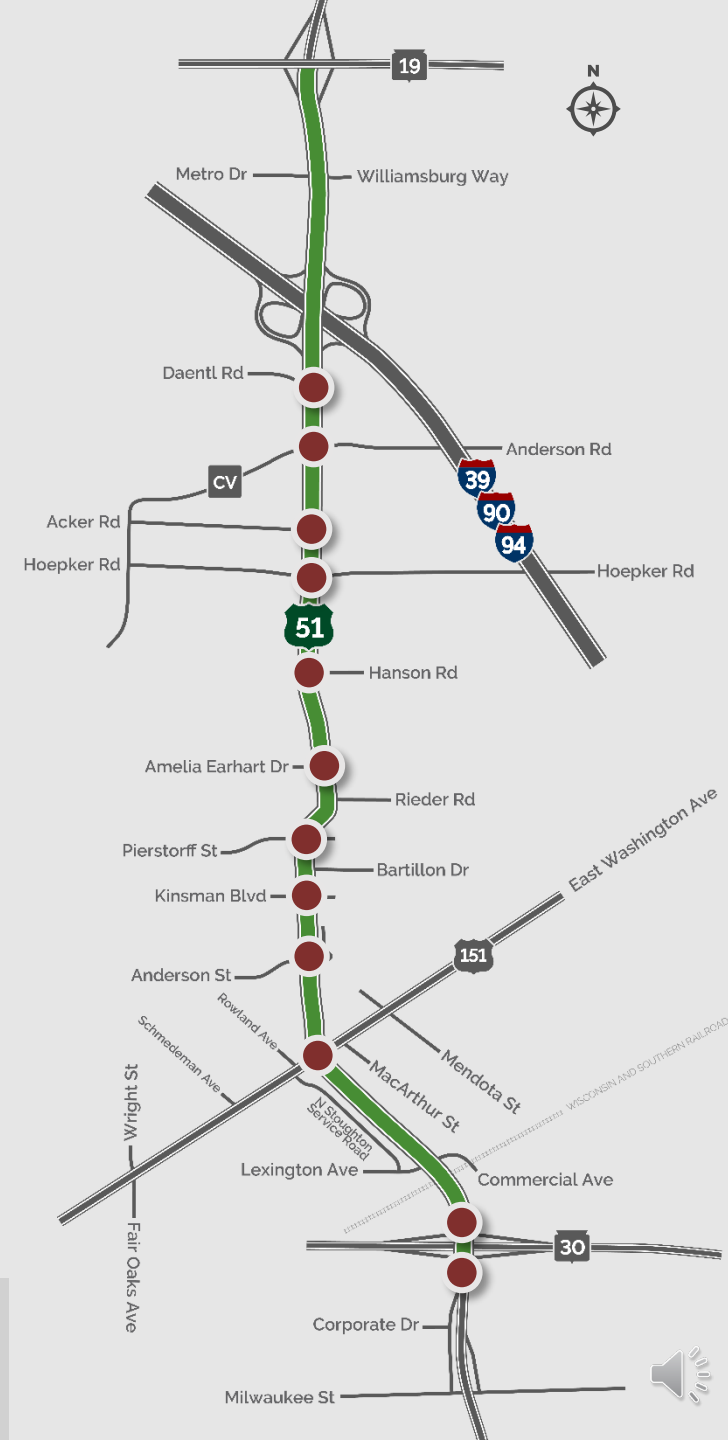 N
19
Metro Dr
Williamsburg Way
Daentl Rd
Anderson Rd
39
CV
90
Acker Rd
94
Hoepker Rd
Hoepker Rd
51
Hanson Rd
Amelia Earhart Dr
Rieder Rd
East Washington Ave
Pierstorff St
Bartillon Dr
Kinsman Blvd
151
Anderson St
Rowland Ave
Schmedeman Ave
Mendota St
MacArthur St
WISCONSIN AND SOUTHERN RAILROAD
Wright St
N Stoughton
Service Road
Lexington Ave
Commercial Ave
30
Fair Oaks Ave
Corporate Dr
Milwaukee St